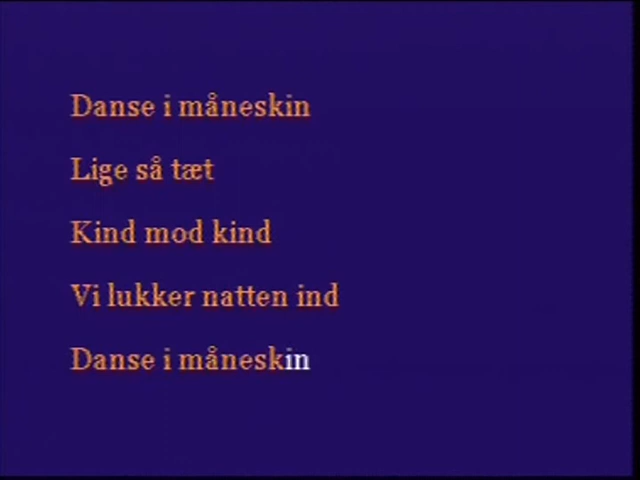 Danse i måneskin
Lige så tæt
Kind mod kind
Vi lukker natten ind
Danse i måneskin